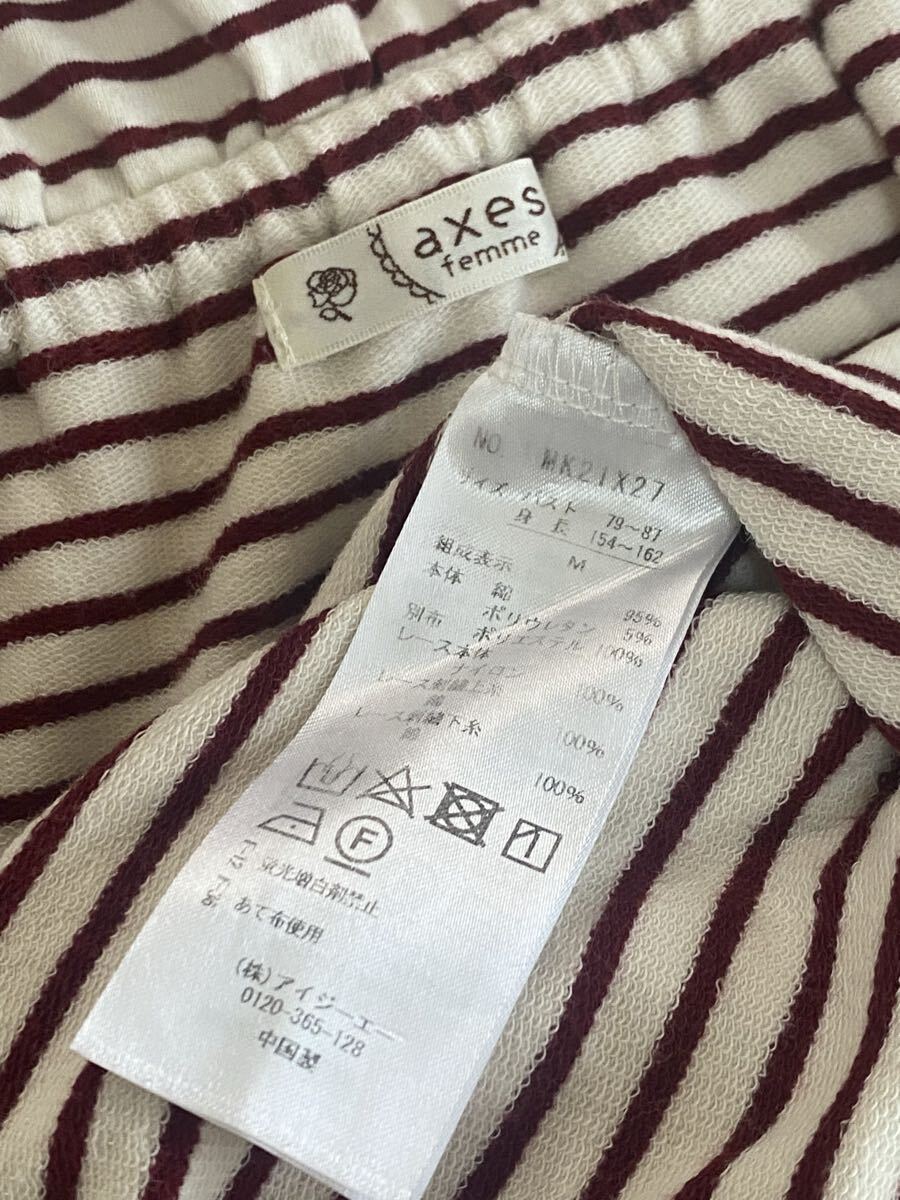 axes
femme
NO. MK21X27
サイズ バスト 79~87
身 長 154~162
M
組成表示
本体 綿 95%
ポリウレタン 5%
別布 ポリエステル 100%
レース本体
ナイロン 100%
レース刺繍上糸
綿 100%
レース刺繍下糸
綿 100%
F
蛍光増白剤禁止
あて布使用
(株)アイジーエー
0120-365-128
中国製